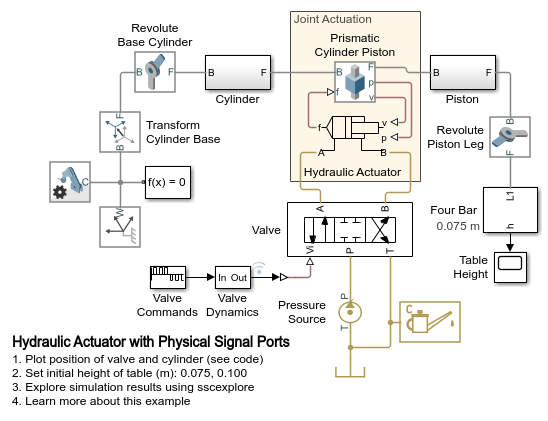 Joint Actuation
Revolute
Base Cylinder
Prismatic
Cylinder Piston
B F
B F
B F
p
v
f
B F
Cylinder
Piston
F
B
Transform
Cylinder Base
B
F
Revolute
Piston Leg
f
v
p
A B
Hydraulic Actuator
C
f(x) = 0
W
L1
h
Four Bar
0.075 m
Valve
A B
Vl P T
Table
Height
In Out
Valve
Commands
Valve
Dynamics
Pressure
Source
P
T
C
Hydraulic Actuator with Physical Signal Ports
1. Plot position of valve and cylinder (see code)
2. Set initial height of table (m): 0.075, 0.100
3. Explore simulation results using sscexplore
4. Learn more about this example